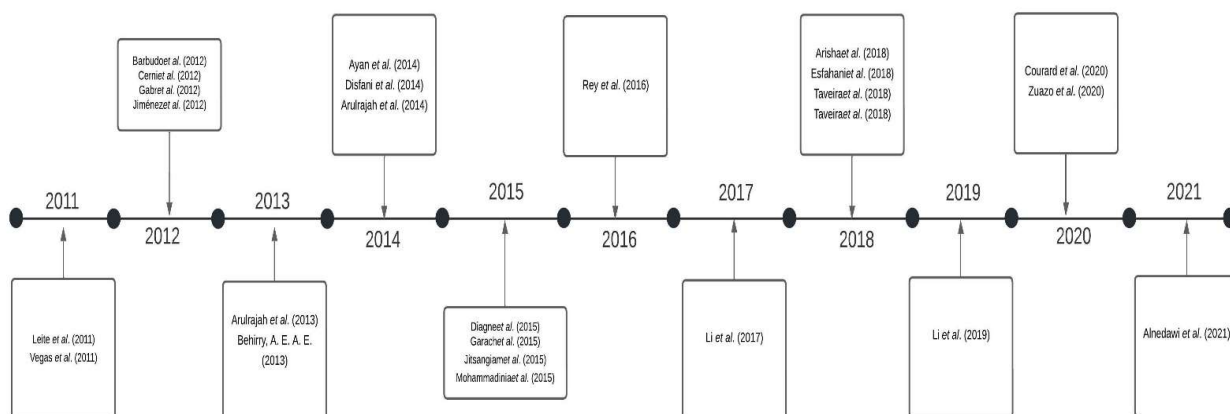 Barbudoet al. (2012)
Cerniet al. (2012)
Gabret al. (2012)
Jiménezet al. (2012)
Ayan et al. (2014)
Disfani et al. (2014)
Arulrajah et al. (2014)
Rey et al. (2016)
Arishaet al. (2018)
Esfahaniet al. (2018)
Taveiraet al. (2018)
Taveiraet al. (2018)
Courard et al. (2020)
Zuazo et al. (2020)
2011
2012
2013
2014
2015
2016
2017
2018
2019
2020
2021
Leite et al. (2011)
Vegas et al. (2011)
Arulrajah et al. (2013)
Behirry, A. E. A. E.
(2013)
Diagneet al. (2015)
Garachet al. (2015)
Jitsangiamet al. (2015)
Mohammadiniaet al. (2015)
Li et al. (2017)
Li et al. (2019)
Alnedawi et al. (2021)